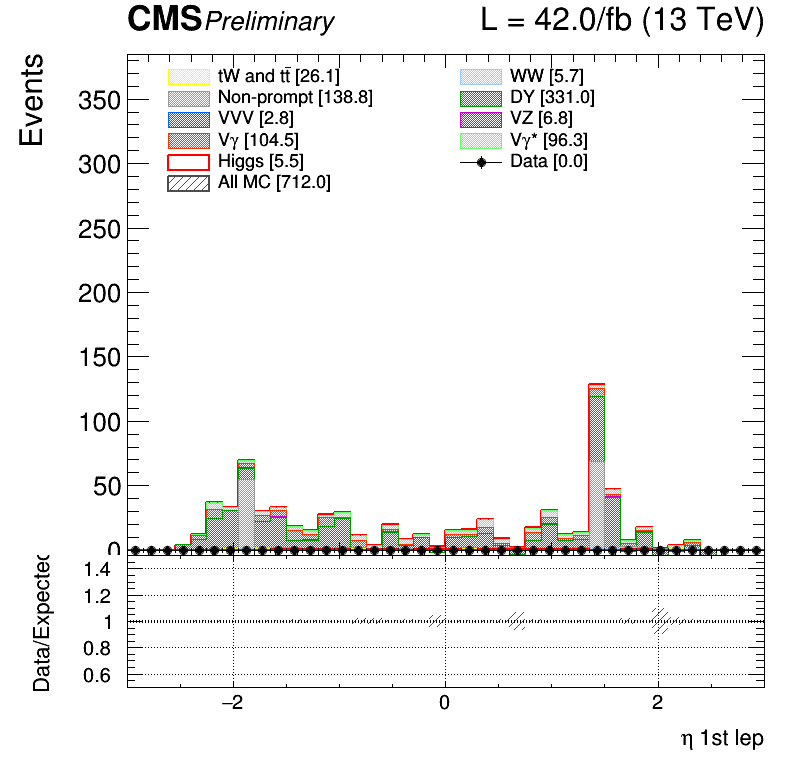 CMS Preliminary L = 42.0/fb (13 TeV)
Events
tW and tt̄ [26.1] WW [5.7]
Non-prompt [138.8] DY [331.0]
VVV [2.8] VZ [6.8]
Vγ [104.5] Vγ* [96.3]
Higgs [5.5] Data [0.0]
All MC [712.0]
350
300
250
200
150
100
50
0
Data/Expected
1.4
1.2
1
0.8
0.6
−2 0 2
η 1st lep